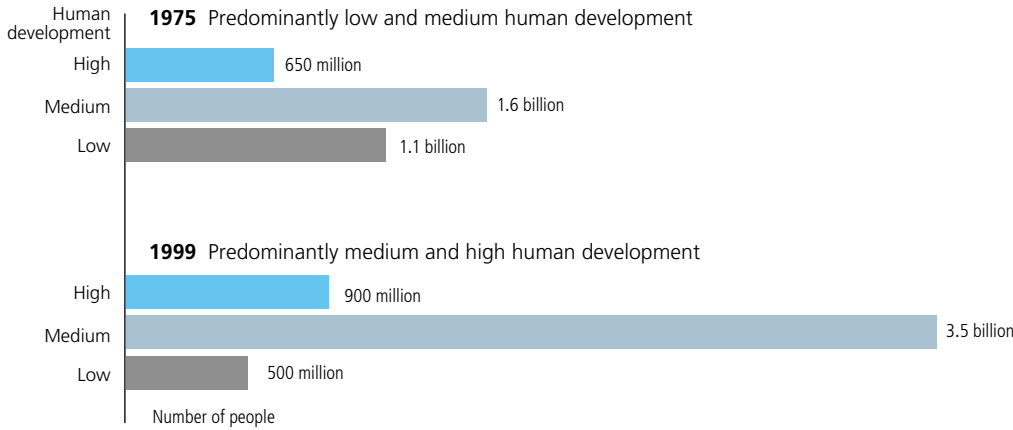 Human
development
1975 Predominantly low and medium human development
High 650 million
Medium 1.6 billion
Low 1.1 billion
1999 Predominantly medium and high human development
High 900 million
Medium 3.5 billion
Low 500 million
Number of people